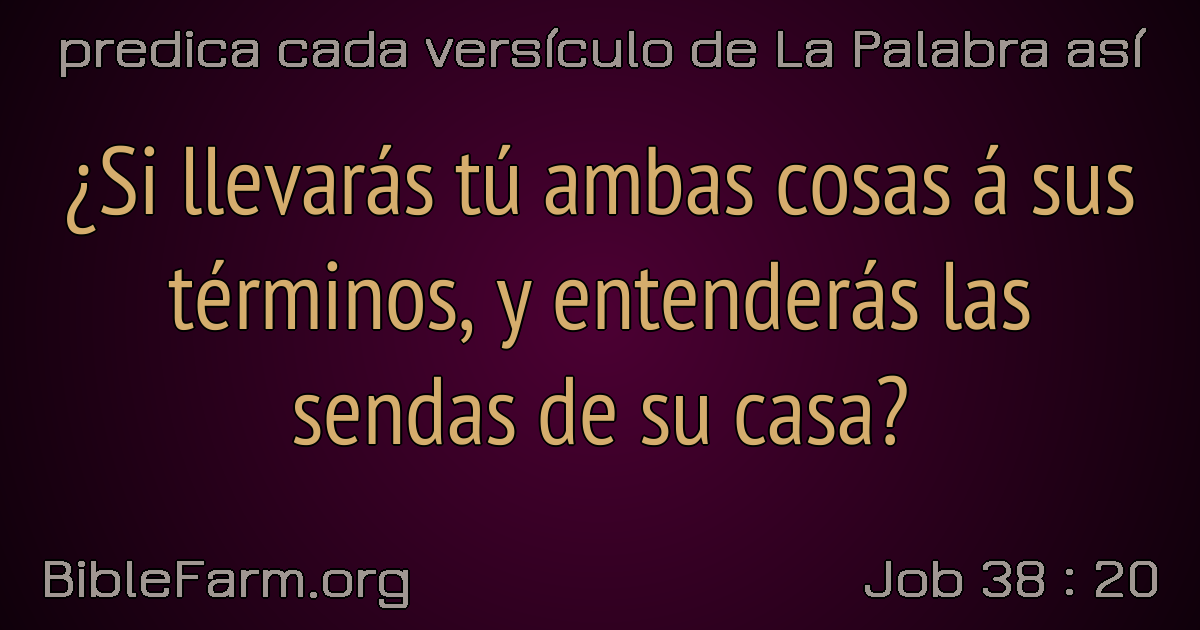 predica cada versículo de La Palabra así
¿Si llevarás tú ambas cosas á sus
términos, y entenderás las
sendas de su casa?
BibleFarm.org
Job 38 : 20